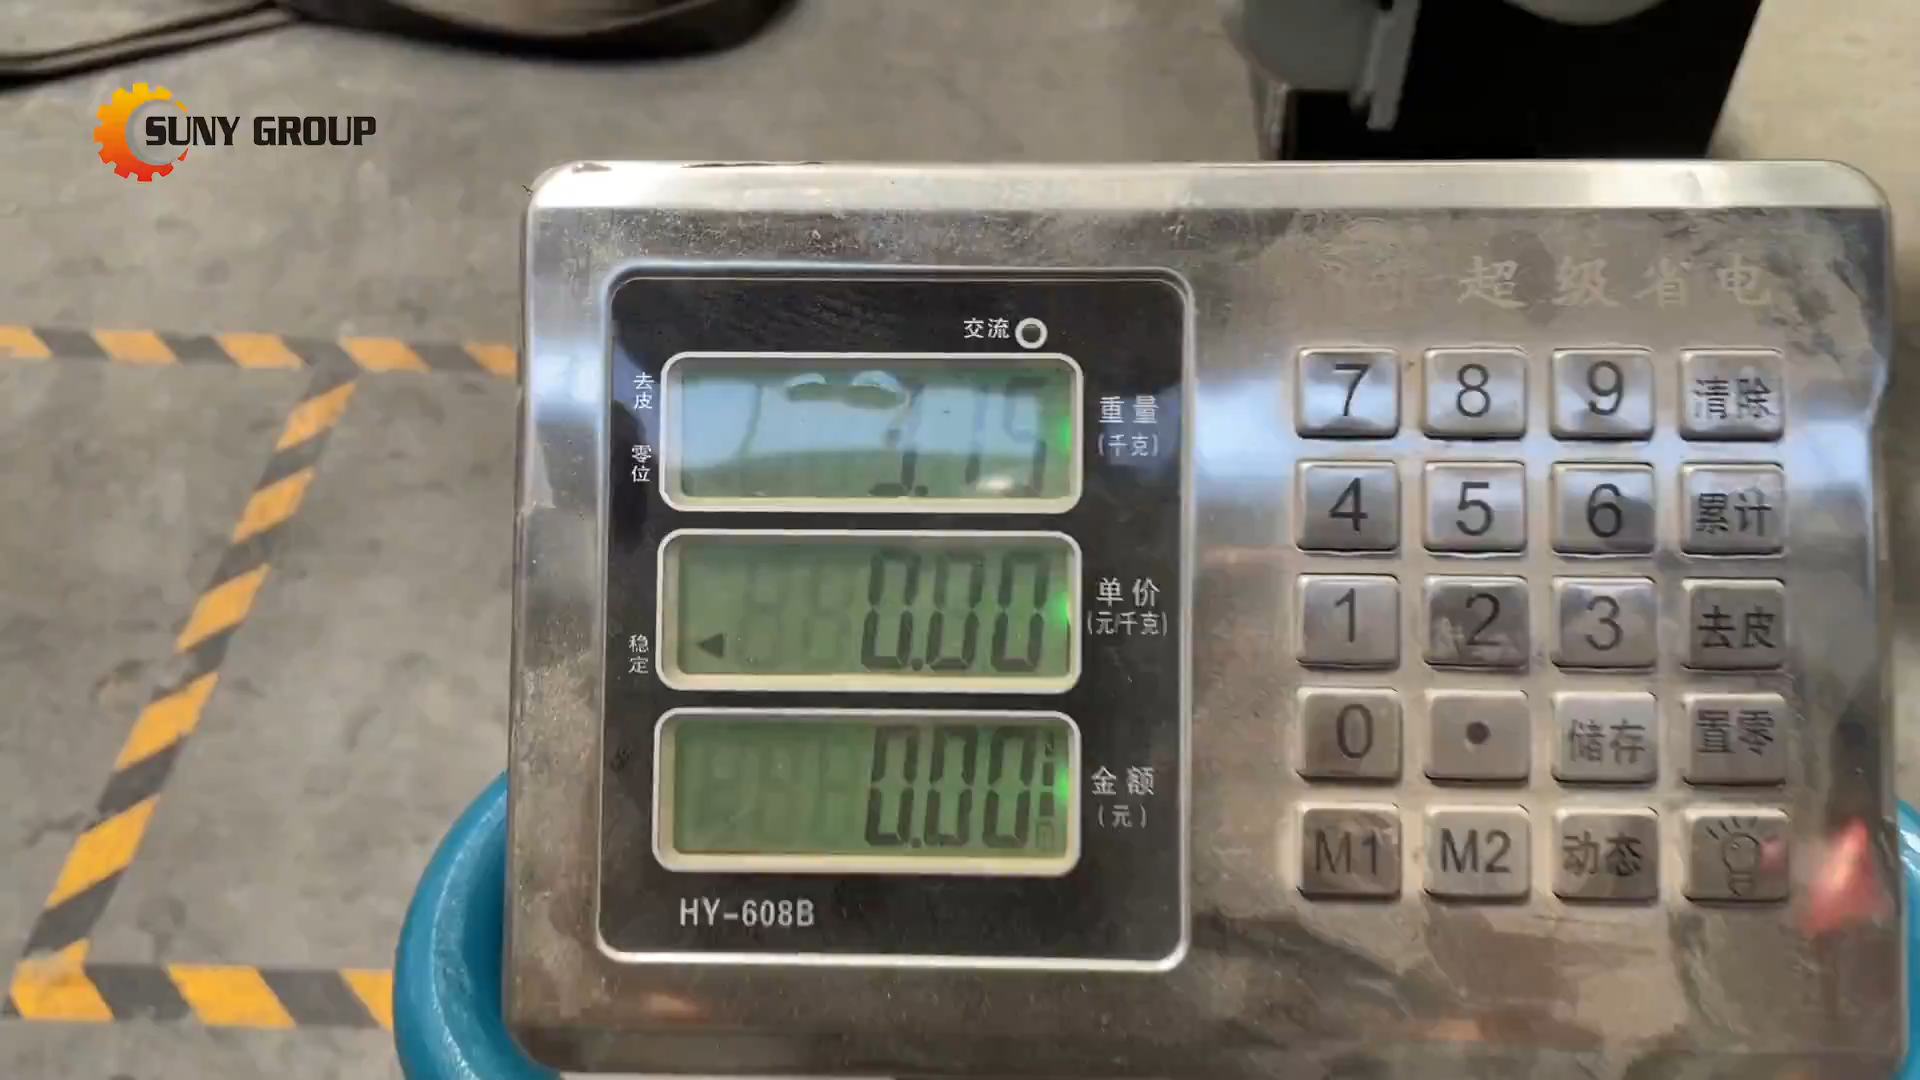 SUNY GROUP
超级省电
交流
去皮
零位
重量
(千克)
稳定
0.00
单价
(元/千克)
0.00
金额
(元)
HY-608B
7 8 9 清除
4 5 6 累计
1 2 3 去皮
0 • 储存 置零
M1 M2 动态